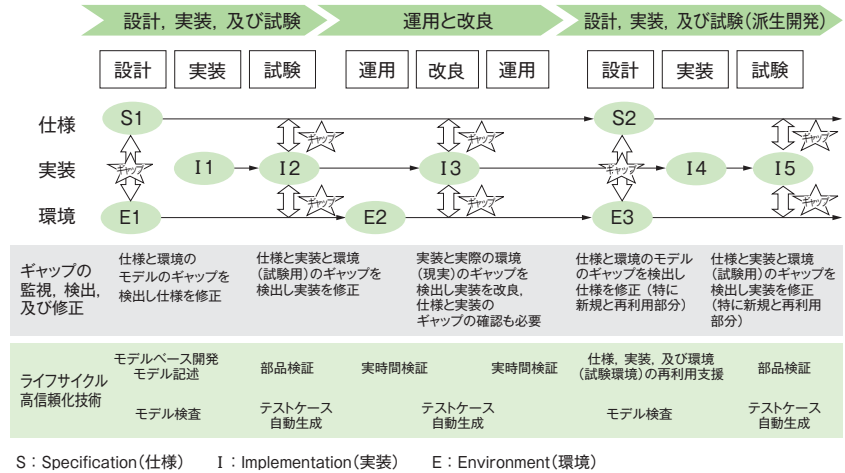 設計, 実装, 及び試験
運用と改良
設計, 実装, 及び試験(派生開発)
設計
実装
試験
運用
改良
運用
設計
実装
試験
仕様
S1
S2
ギャップ
ギャップ
ギャップ
実装
ギャップ
I1
I2
I3
ギャップ
I4
I5
環境
ギャップ
ギャップ
ギャップ
E1
E2
E3
ギャップの
監視, 検出,
及び修正
仕様と環境の
モデルのギャップを
検出し仕様を修正
仕様と実装と環境
(試験用)のギャップを
検出し実装を修正
実装と実際の環境
(現実)のギャップを
検出し実装を改良,
仕様と実装の
ギャップの確認も必要
仕様と環境のモデル
のギャップを検出し
仕様を修正(特に
新規と再利用部分)
仕様と実装と環境
(試験用)のギャップを
検出し実装を修正
(特に新規と再利用
部分)
ライフサイクル
高信頼化技術
モデルベース開発
モデル記述
部品検証
実時間検証
実時間検証
仕様, 実装, 及び環境
(試験環境)の再利用支援
部品検証
モデル検査
テストケース
自動生成
テストケース
自動生成
モデル検査
テストケース
自動生成
S:Specification(仕様) I:Implementation(実装) E:Environment(環境)